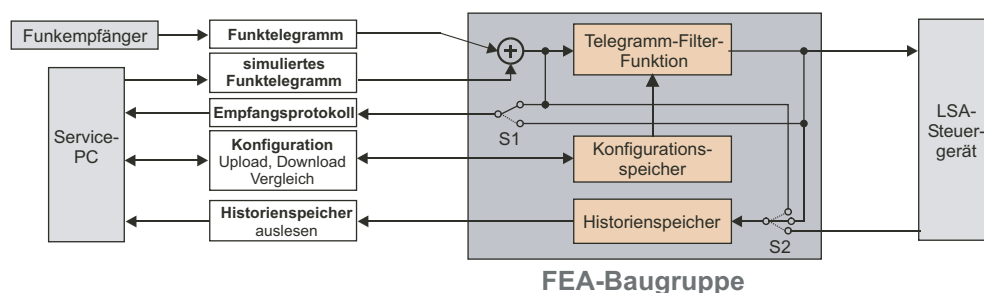 Funkempfänger
Funktelegramm
simuliertes
Funktelegramm
Empfangsprotokoll
Konfiguration
Upload, Download
Vergleich
Historienspeicher
auslesen
Service-
PC
+
Telegramm-Filter-
Funktion
S1
Konfigurations-
speicher
Historienspeicher
S2
LSA-
Steuer-
gerät
FEA-Baugruppe